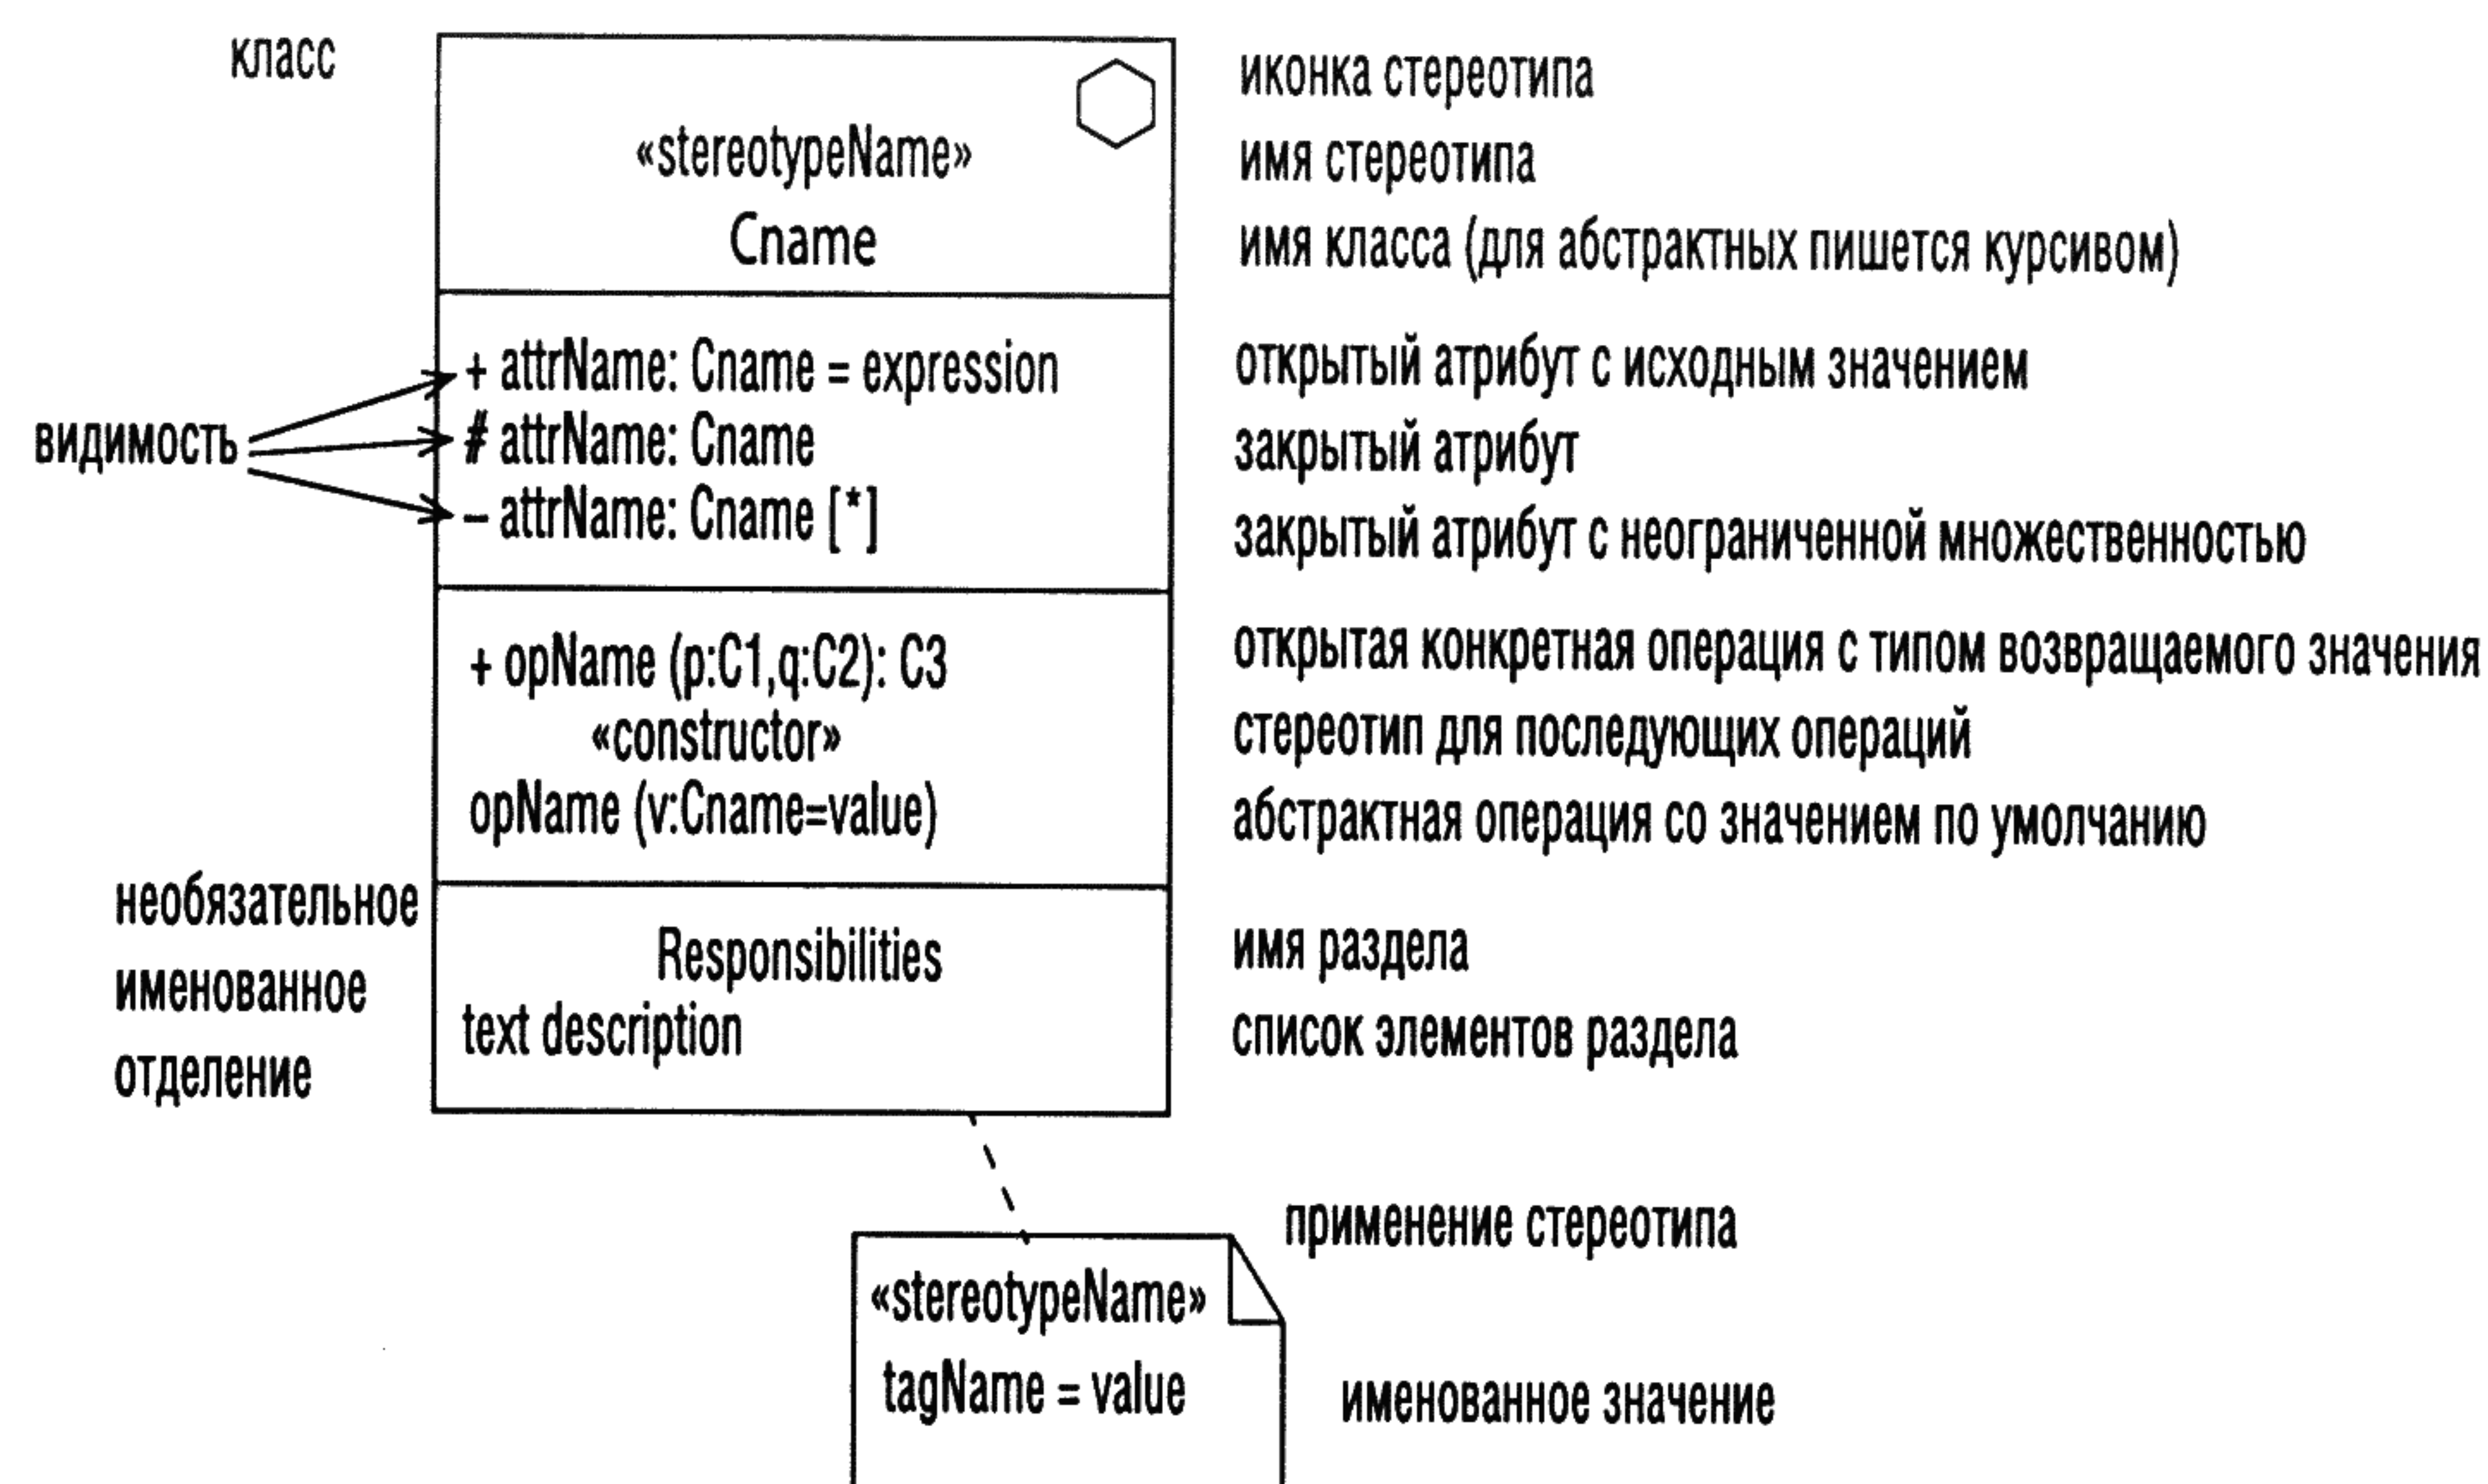 класс
иконка стереотипа
«stereotypeName»
имя стереотипа
Cname
имя класса (для абстрактных пишется курсивом)
видимость
+ attrName: Cname = expression
открытый атрибут с исходным значением
# attrName: Cname
закрытый атрибут
– attrName: Cname [*]
закрытый атрибут с неограниченной множественностью
+ opName (p:C1,q:C2): C3
открытая конкретная операция с типом возвращаемого значения
«constructor»
стереотип для последующих операций
opName (v:Cname=value)
абстрактная операция со значением по умолчанию
необязательное
именованное
отделение
Responsibilities
имя раздела
text description
список элементов раздела
применение стереотипа
«stereotypeName»
tagName = value
именованное значение